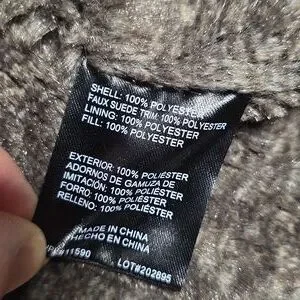 SHELL: 100% POLYESTER
FAUX SUEDE TRIM: 100% POLYESTER
LINING: 100% POLYESTER
FILL: 100% POLYESTER
EXTERIOR: 100% POLIÉSTER
ADORNOS DE GAMUZA DE
IMITACIÓN: 100% POLIÉSTER
FORRO: 100% POLIÉSTER
RELLENO: 100% POLIÉSTER
MADE IN CHINA
HECHO EN CHINA
11590 LOT#202895